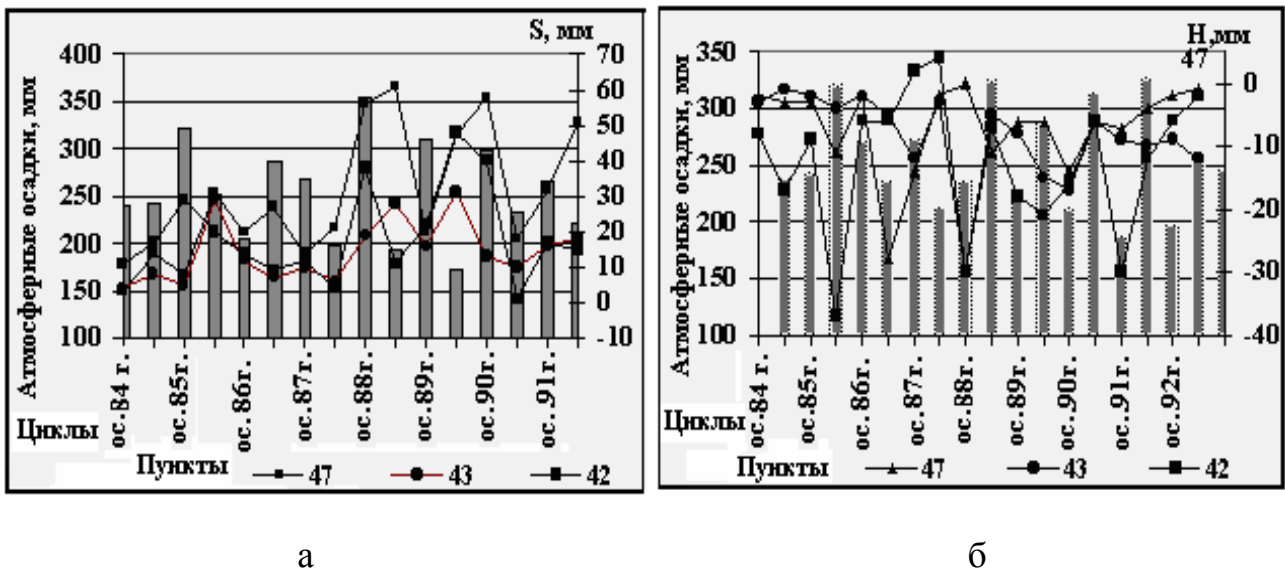 S, мм
Атмосферные осадки, мм
400
350
300
250
200
150
100
70
60
50
40
30
20
10
0
-10
ос.84 г.
ос.85г.
ос.86г.
ос.87г.
ос.88г.
ос.89г.
ос.90г.
ос.91г.
Циклы
Пункты 47 43 42
Н,мм
47
Атмосферные осадки, мм
350
300
250
200
150
100
0
-10
-20
-30
-40
ос.84 г.
ос.85г.
ос.86г.
ос.87г.
ос.88г.
ос.89г.
ос.90г.
ос.91г.
ос.92г.
Циклы
Пункты 47 43 42
а
б